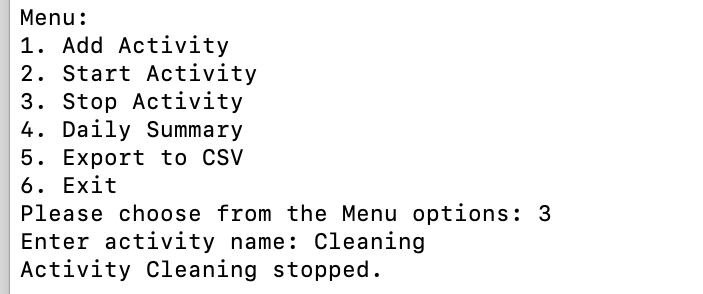 Menu:
1. Add Activity
2. Start Activity
3. Stop Activity
4. Daily Summary
5. Export to CSV
6. Exit
Please choose from the Menu options: 3
Enter activity name: Cleaning
Activity Cleaning stopped.